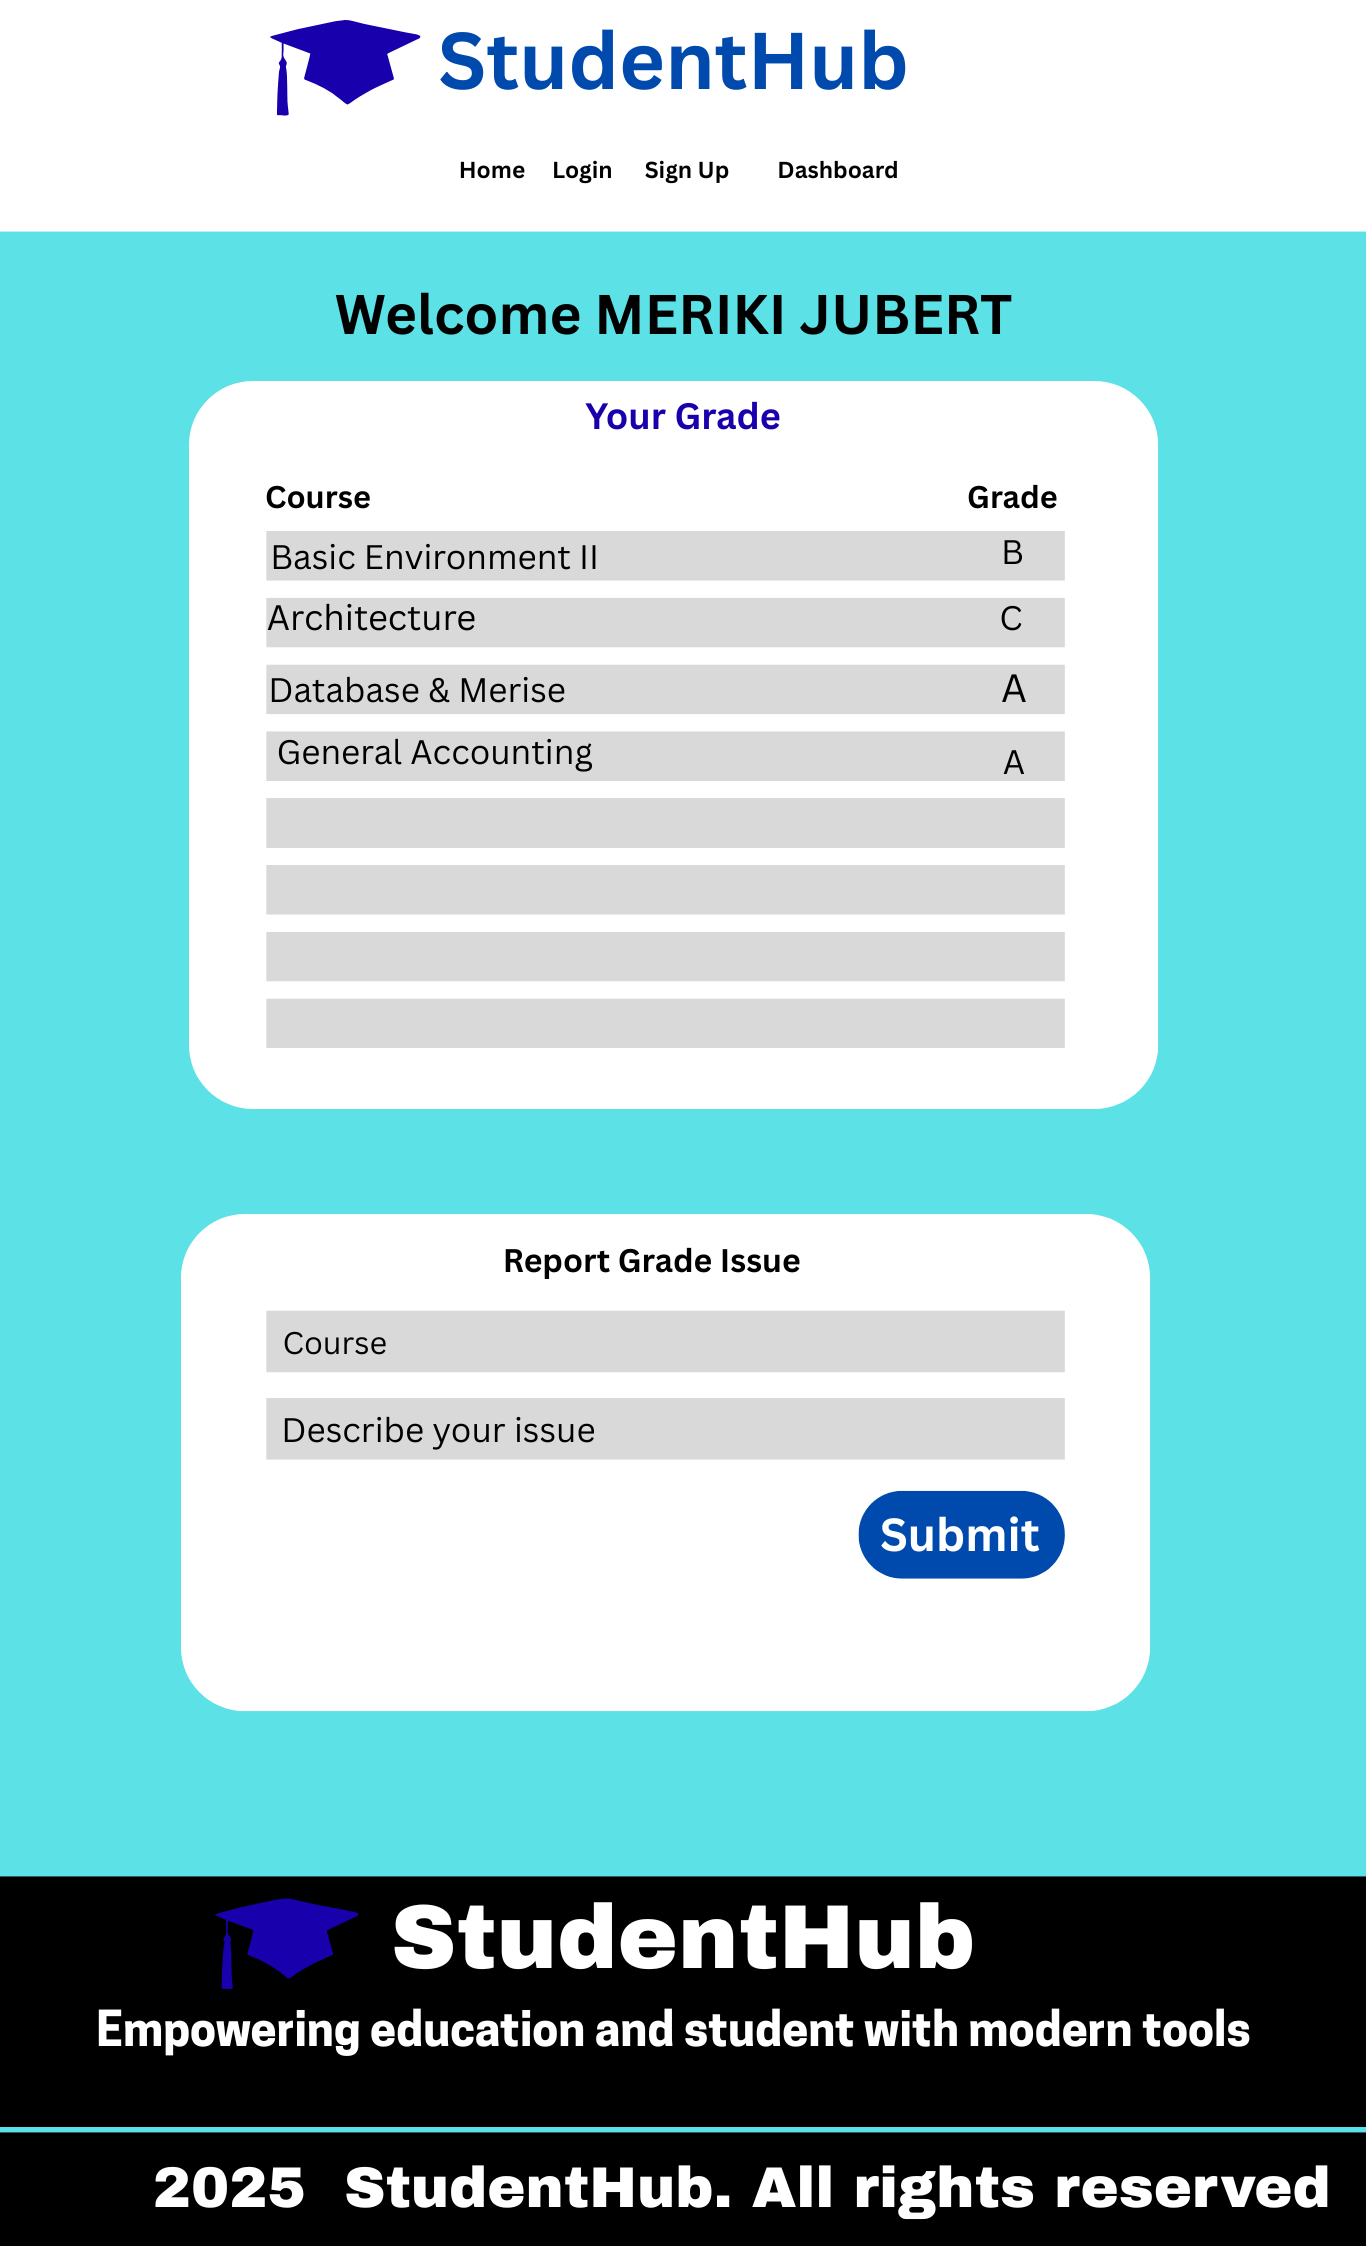 StudentHub
Home Login Sign Up Dashboard
Welcome MERIKI JUBERT
Your Grade
Course Grade
Basic Environment II B
Architecture C
Database & Merise A
General Accounting A
Report Grade Issue
Course
Describe your issue
Submit
StudentHub
Empowering education and student with modern tools
2025 StudentHub. All rights reserved